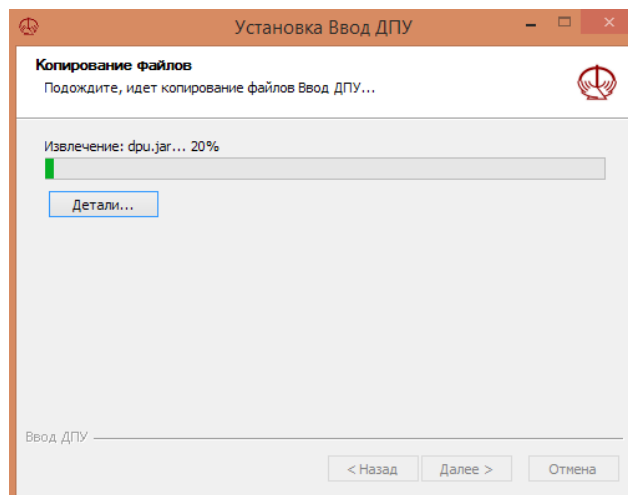 Установка Ввод ДПУ
Копирование файлов
Подождите, идет копирование файлов Ввод ДПУ...
Извлечение: dpu.jar... 20%
Детали...
Ввод ДПУ
< Назад
Далее >
Отмена